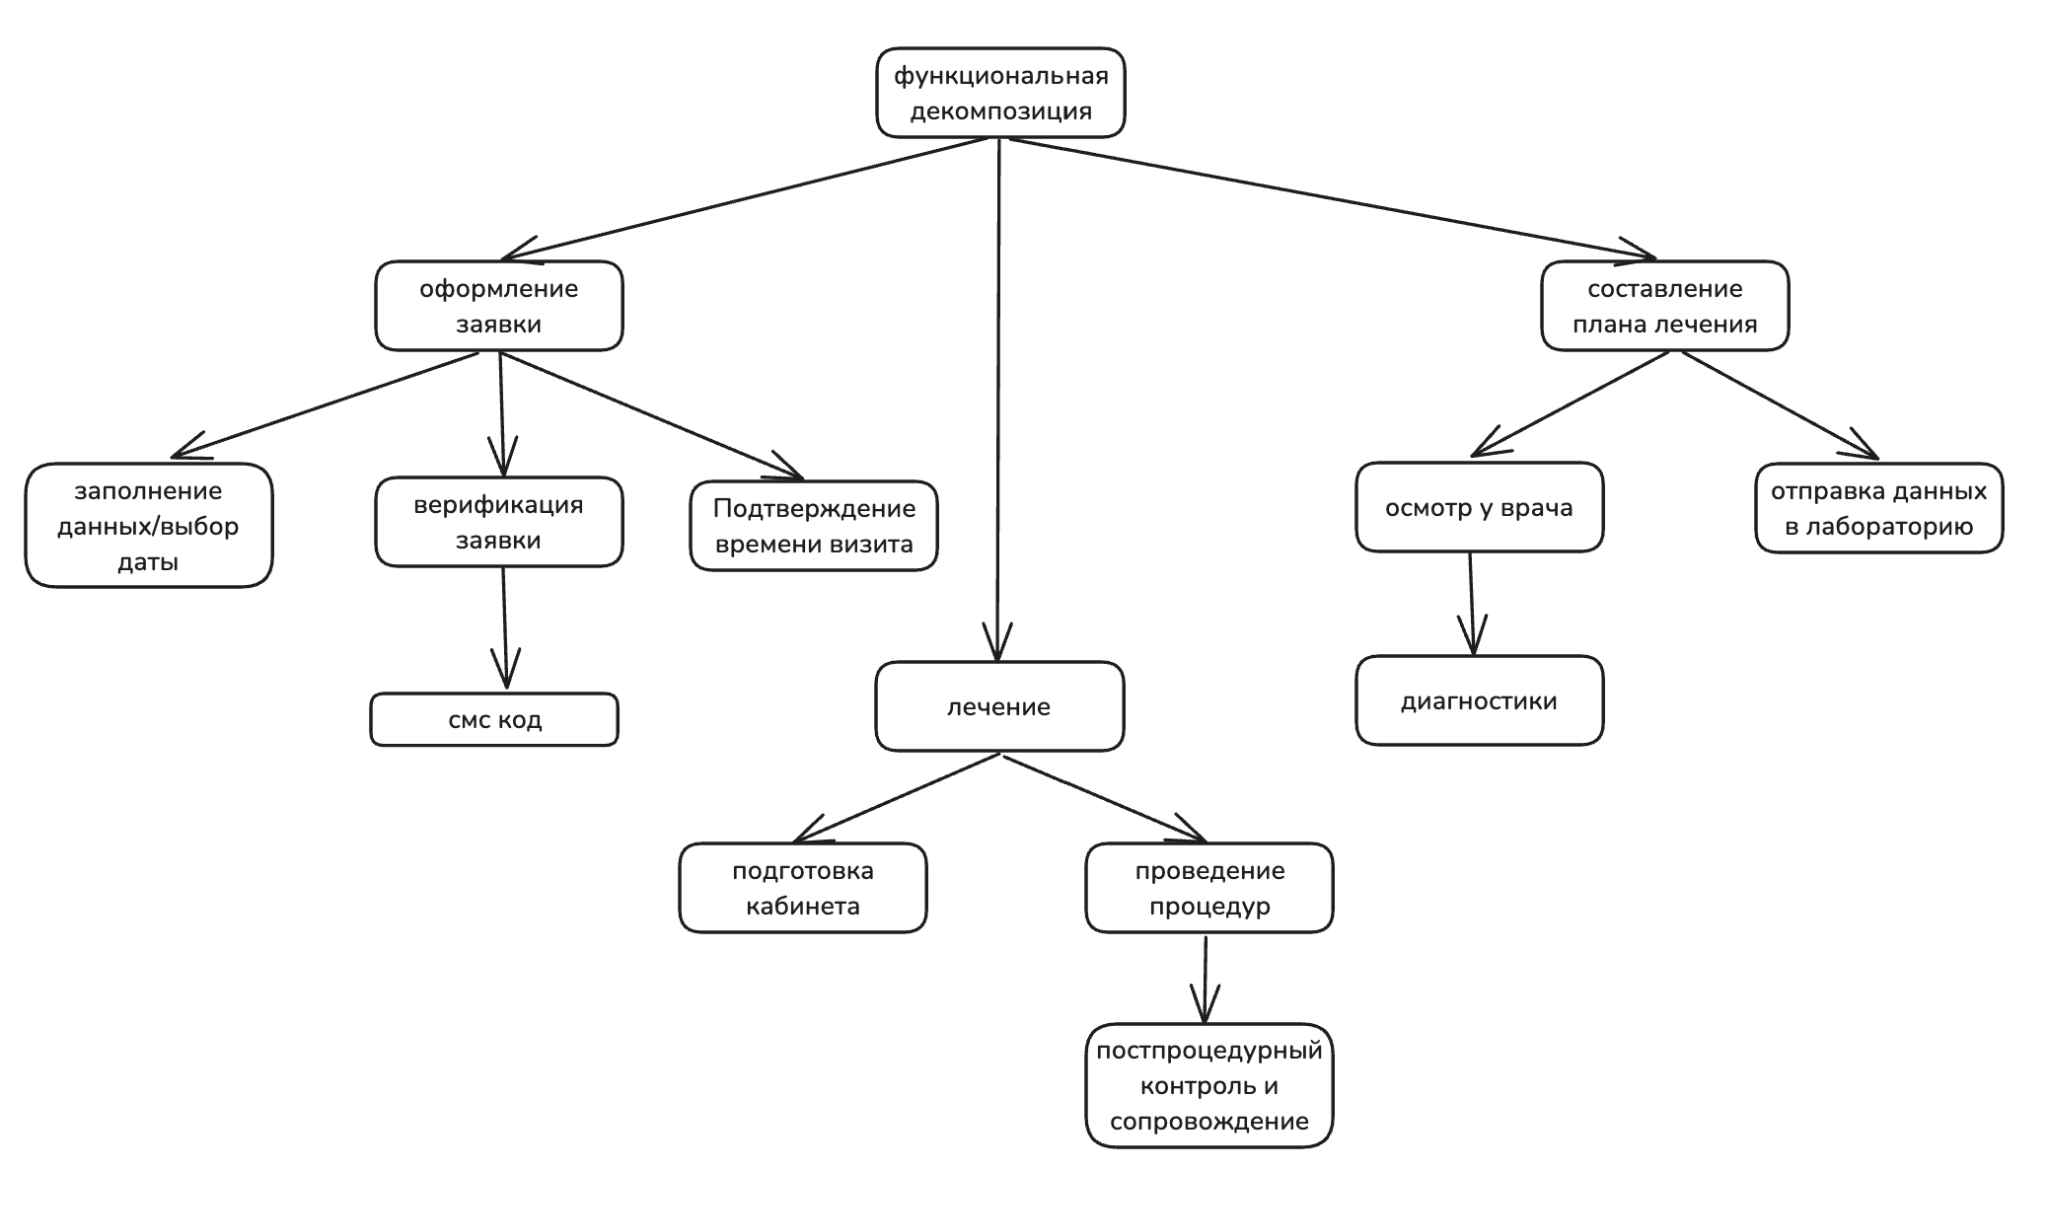 функциональная
декомпозиция
оформление
заявки
составление
плана лечения
заполнение
данных/выбор
даты
верификация
заявки
Подтверждение
времени визита
осмотр у врача
отправка данных
в лабораторию
смс код
лечение
диагностики
подготовка
кабинета
проведение
процедур
постпроцедурный
контроль и
сопровождение